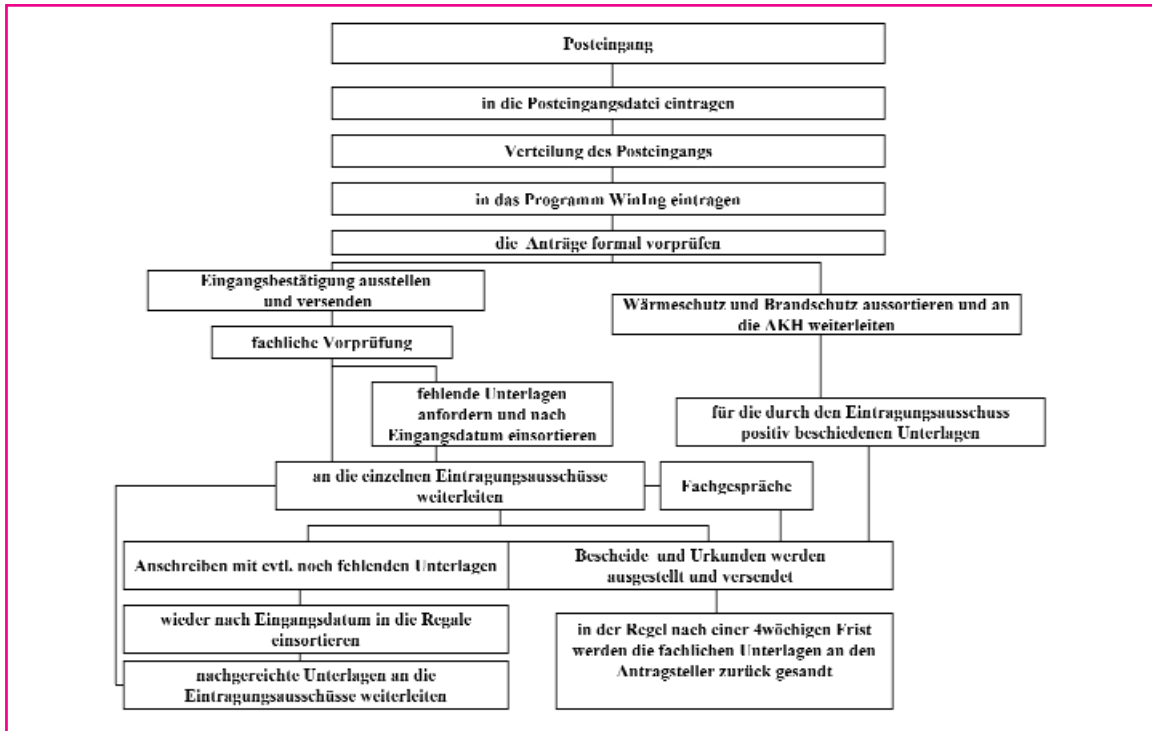 Posteingang
in die Posteingangsdatei eintragen
Verteilung des Posteingangs
in das Programm WinIng eintragen
die Anträge formal vorprüfen
Eingangsbestätigung ausstellen
und versenden
Wärmeschutz und Brandschutz aussortieren und an
die AKH weiterleiten
fachliche Vorprüfung
fehlende Unterlagen
anfordern und nach
Eingangsdatum einsortieren
für die durch den Eintragungsausschuss
positiv beschiedenen Unterlagen
an die einzelnen Eintragungsausschüsse
weiterleiten
Fachgespräche
Anschreiben mit evtl. noch fehlenden Unterlagen
Bescheide und Urkunden werden
ausgestellt und versendet
wieder nach Eingangsdatum in die Regale
einsortieren
in der Regel nach einer 4wöchigen Frist
werden die fachlichen Unterlagen an den
Antragsteller zurück gesandt
nachgereichte Unterlagen an die
Eintragungsausschüsse weiterleiten